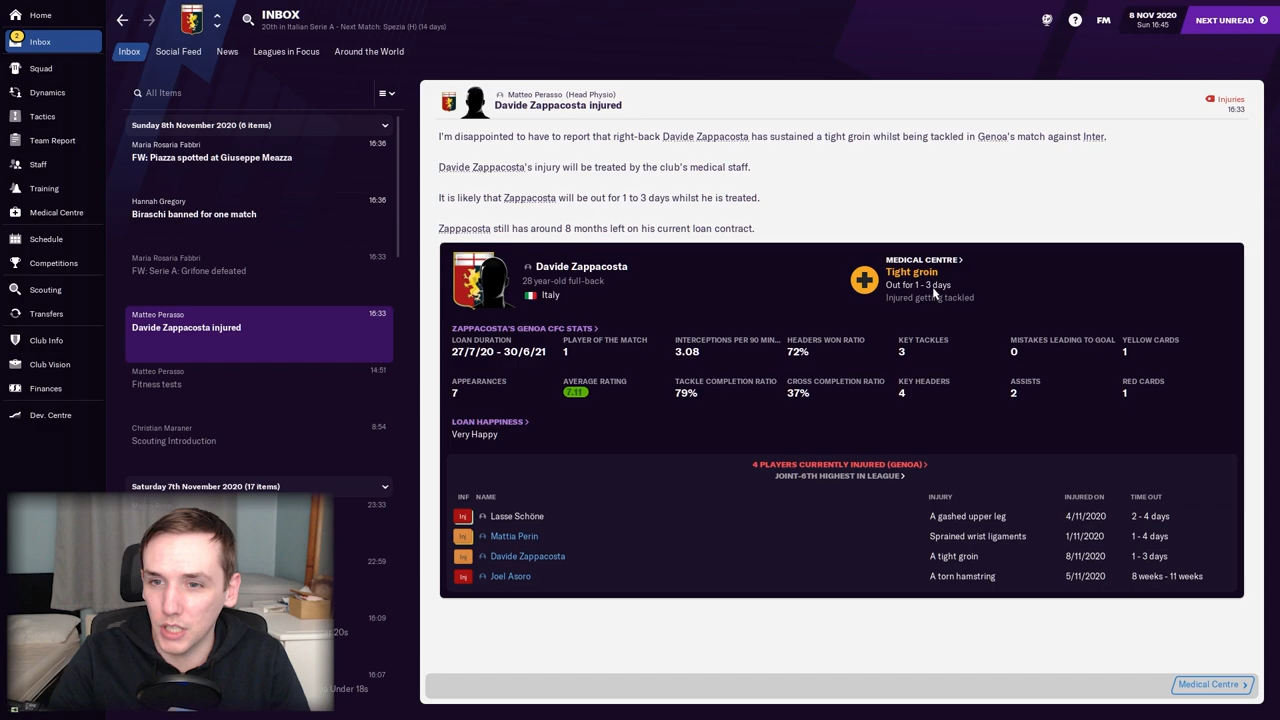 Home
INBOX
20th in Italian Serie A - Next Match: Spezia (H) (14 days)
FM
8 NOV 2020
Sun 16:45
NEXT UNREAD
2
Inbox
Squad
Dynamics
Tactics
Team Report
Staff
Training
Medical Centre
Schedule
Competitions
Scouting
Transfers
Club Info
Club Vision
Finances
Dev. Centre
Inbox
Social Feed
News
Leagues in Focus
Around the World
All Items
Sunday 8th November 2020 (6 items)
Maria Rosaria Fabbri
16:36
FW: Piazza spotted at Giuseppe Meazza
Hannah Gregory
16:36
Biraschi banned for one match
Maria Rosaria Fabbri
16:33
FW: Serie A: Grifone defeated
Matteo Perasso
16:33
Davide Zappacosta injured
Matteo Perasso
14:51
Fitness tests
Christian Maraner
8:54
Scouting Introduction
Saturday 7th November 2020 (17 items)
23:33
22:59
16:09
20s
16:07
Under 18s
Matteo Perasso (Head Physio)
Davide Zappacosta injured
Injuries
16:33
I'm disappointed to have to report that right-back Davide Zappacosta has sustained a tight groin whilst being tackled in Genoa's match against Inter.
Davide Zappacosta's injury will be treated by the club's medical staff.
It is likely that Zappacosta will be out for 1 to 3 days whilst he is treated.
Zappacosta still has around 8 months left on his current loan contract.
Davide Zappacosta
28 year-old full-back
Italy
MEDICAL CENTRE >
Tight groin
Out for 1 - 3 days
Injured getting tackled
ZAPPACOSTA'S GENOA CFC STATS >
LOAN DURATION
PLAYER OF THE MATCH
INTERCEPTIONS PER 90 MIN...
HEADERS WON RATIO
KEY TACKLES
MISTAKES LEADING TO GOAL
YELLOW CARDS
27/7/20 - 30/6/21
1
3.08
72%
3
0
1
APPEARANCES
AVERAGE RATING
TACKLE COMPLETION RATIO
CROSS COMPLETION RATIO
KEY HEADERS
ASSISTS
RED CARDS
7
7.11
79%
37%
4
2
1
LOAN HAPPINESS >
Very Happy
4 PLAYERS CURRENTLY INJURED (GENOA) >
JOINT-6TH HIGHEST IN LEAGUE >
INF NAME
INJURY
INJURED ON
TIME OUT
Inj Lasse Schöne
A gashed upper leg
4/11/2020
2 - 4 days
Inj Mattia Perin
Sprained wrist ligaments
1/11/2020
1 - 4 days
Inj Davide Zappacosta
A tight groin
8/11/2020
1 - 3 days
Inj Joel Asoro
A torn hamstring
5/11/2020
8 weeks - 11 weeks
Medical Centre >